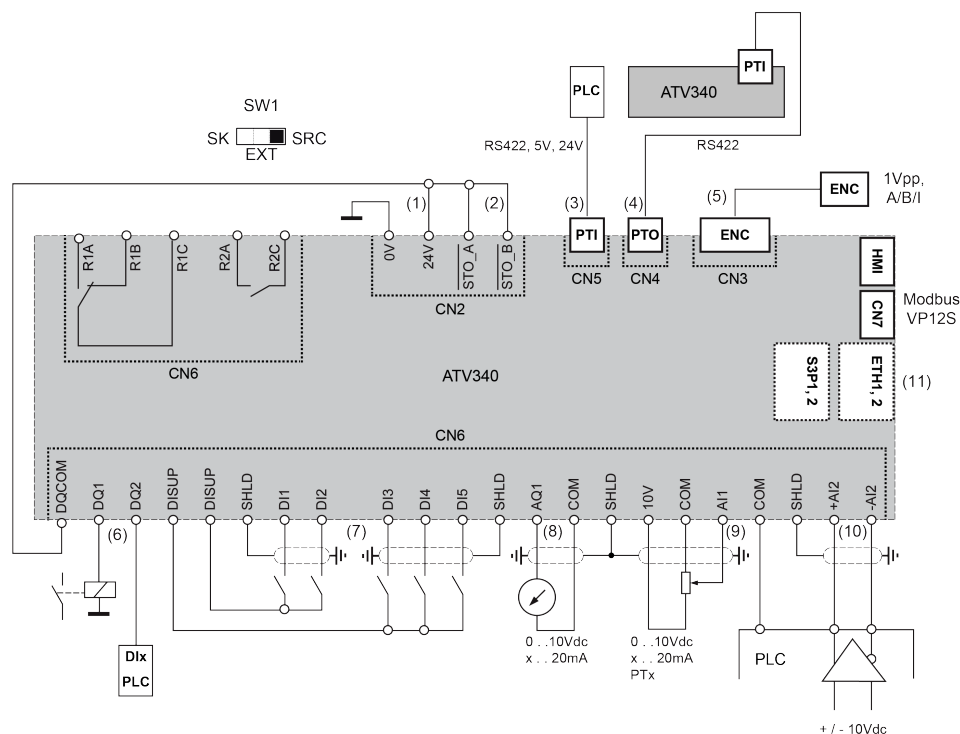 SW1
SK
SRC
EXT
PLC
PTI
ATV340
RS422, 5V, 24V
RS422
ENC
1Vpp,
A/B/I
(1)
(2)
(3)
(4)
(5)
R1A
R1B
R1C
R2A
R2C
CN6
0V
24V
STO_A
STO_B
CN2
PTI
CN5
PTO
CN4
ENC
CN3
HMI
CN7
Modbus
VP12S
ATV340
S3P1, 2
ETH1, 2
(11)
CN6
DQCOM
DQ1
DQ2
DISUP
DISUP
SHLD
DI1
DI2
DI3
DI4
DI5
SHLD
AQ1
COM
SHLD
10V
COM
AI1
COM
SHLD
+AI2
-AI2
(6)
(7)
(8)
(9)
(10)
DIx
PLC
0 . .10Vdc
x . . 20mA
0 . .10Vdc
x . . 20mA
PTx
PLC
+ / - 10Vdc